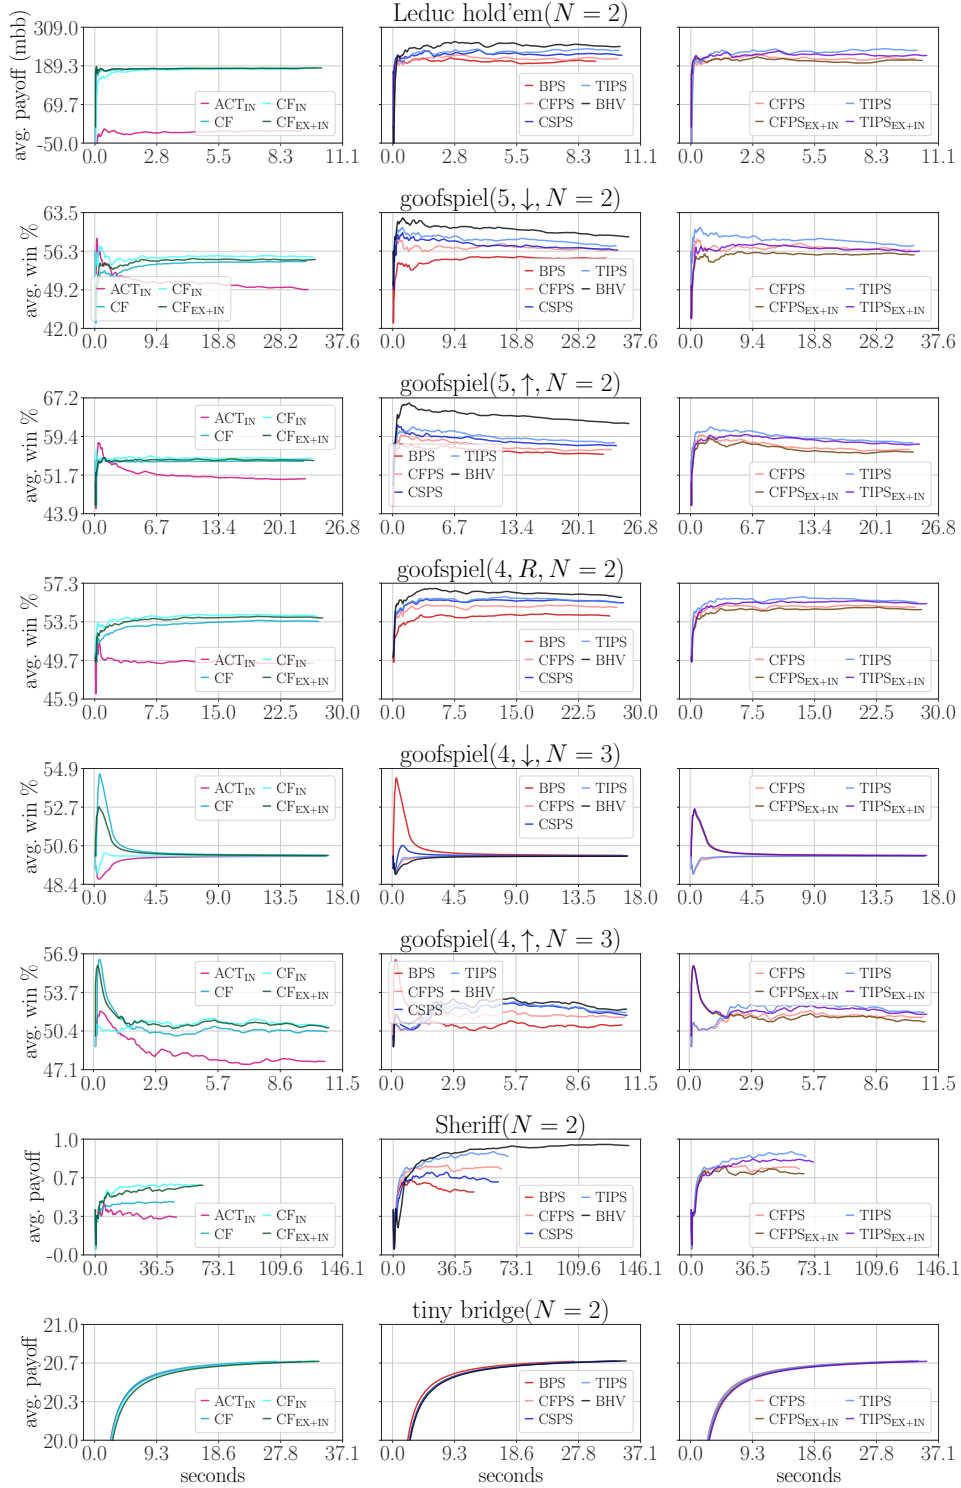 Leduc hold'em(N = 2)
avg. payoff (mbb)
309.0
189.3
69.7
-50.0
ACT_IN CF_IN
CF CF_EX+IN
BPS TIPS
CFPS BHV
CSPS
CFPS TIPS
CFPS_EX+IN TIPS_EX+IN
0.0 2.8 5.5 8.3 11.1
0.0 2.8 5.5 8.3 11.1
0.0 2.8 5.5 8.3 11.1
goofspiel(5, ↓, N = 2)
avg. win %
63.5
56.3
49.2
42.0
ACT_IN CF_IN
CF CF_EX+IN
BPS TIPS
CFPS BHV
CSPS
CFPS TIPS
CFPS_EX+IN TIPS_EX+IN
0.0 9.4 18.8 28.2 37.6
0.0 9.4 18.8 28.2 37.6
0.0 9.4 18.8 28.2 37.6
goofspiel(5, ↑, N = 2)
avg. win %
67.2
59.4
51.7
43.9
ACT_IN CF_IN
CF CF_EX+IN
BPS TIPS
CFPS BHV
CSPS
CFPS TIPS
CFPS_EX+IN TIPS_EX+IN
0.0 6.7 13.4 20.1 26.8
0.0 6.7 13.4 20.1 26.8
0.0 6.7 13.4 20.1 26.8
goofspiel(4, R, N = 2)
avg. win %
57.3
53.5
49.7
45.9
ACT_IN CF_IN
CF CF_EX+IN
BPS TIPS
CFPS BHV
CSPS
CFPS TIPS
CFPS_EX+IN TIPS_EX+IN
0.0 7.5 15.0 22.5 30.0
0.0 7.5 15.0 22.5 30.0
0.0 7.5 15.0 22.5 30.0
goofspiel(4, ↓, N = 3)
avg. win %
54.9
52.7
50.6
48.4
ACT_IN CF_IN
CF CF_EX+IN
BPS TIPS
CFPS BHV
CSPS
CFPS TIPS
CFPS_EX+IN TIPS_EX+IN
0.0 4.5 9.0 13.5 18.0
0.0 4.5 9.0 13.5 18.0
0.0 4.5 9.0 13.5 18.0
goofspiel(4, ↑, N = 3)
avg. win %
56.9
53.7
50.4
47.1
ACT_IN CF_IN
CF CF_EX+IN
BPS TIPS
CFPS BHV
CSPS
CFPS TIPS
CFPS_EX+IN TIPS_EX+IN
0.0 2.9 5.7 8.6 11.5
0.0 2.9 5.7 8.6 11.5
0.0 2.9 5.7 8.6 11.5
Sheriff(N = 2)
avg. payoff
1.0
0.7
0.3
-0.0
ACT_IN CF_IN
CF CF_EX+IN
BPS TIPS
CFPS BHV
CSPS
CFPS TIPS
CFPS_EX+IN TIPS_EX+IN
0.0 36.5 73.1 109.6 146.1
0.0 36.5 73.1 109.6 146.1
0.0 36.5 73.1 109.6 146.1
tiny bridge(N = 2)
avg. payoff
21.0
20.7
20.3
20.0
ACT_IN CF_IN
CF CF_EX+IN
BPS TIPS
CFPS BHV
CSPS
CFPS TIPS
CFPS_EX+IN TIPS_EX+IN
0.0 9.3 18.6 27.8 37.1
0.0 9.3 18.6 27.8 37.1
0.0 9.3 18.6 27.8 37.1
seconds
seconds
seconds